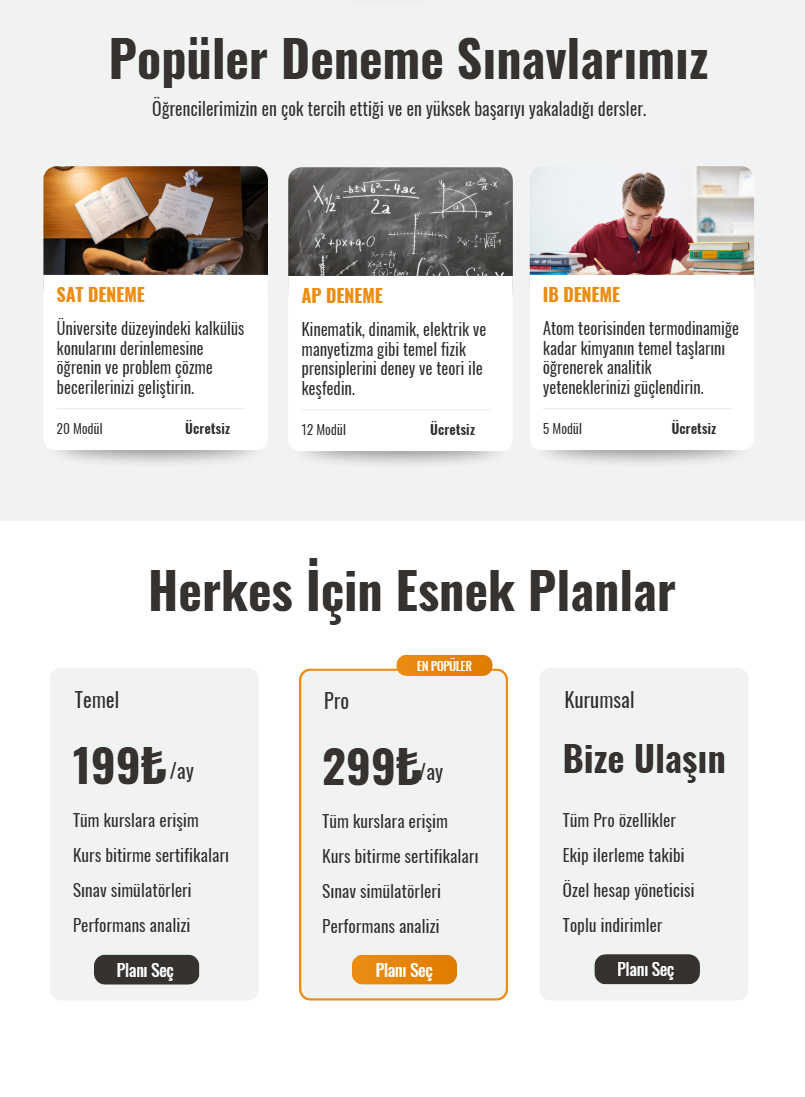 Popüler Deneme Sınavlarımız
Öğrencilerimizin en çok tercih ettiği ve en yüksek başarıyı yakaladığı dersler.
SAT DENEME
Üniversite düzeyindeki kalkülüs
konularını derinlemesine
öğrenin ve problem çözme
becerilerinizi geliştirin.
20 Modül
Ücretsiz
AP DENEME
Kinematik, dinamik, elektrik ve
manyetizma gibi temel fizik
prensiplerini deney ve teori ile
keşfedin.
12 Modül
Ücretsiz
IB DENEME
Atom teorisinden termodinamiğe
kadar kimyanın temel taşlarını
öğrenerek analitik
yeteneklerinizi güçlendirin.
5 Modül
Ücretsiz
Herkes İçin Esnek Planlar
Temel
199₺ /ay
Tüm kurslara erişim
Kurs bitirme sertifikaları
Sınav simülatörleri
Performans analizi
Planı Seç
EN POPÜLER
Pro
299₺/ay
Tüm kurslara erişim
Kurs bitirme sertifikaları
Sınav simülatörleri
Performans analizi
Planı Seç
Kurumsal
Bize Ulaşın
Tüm Pro özellikler
Ekip ilerleme takibi
Özel hesap yöneticisi
Toplu indirimler
Planı Seç